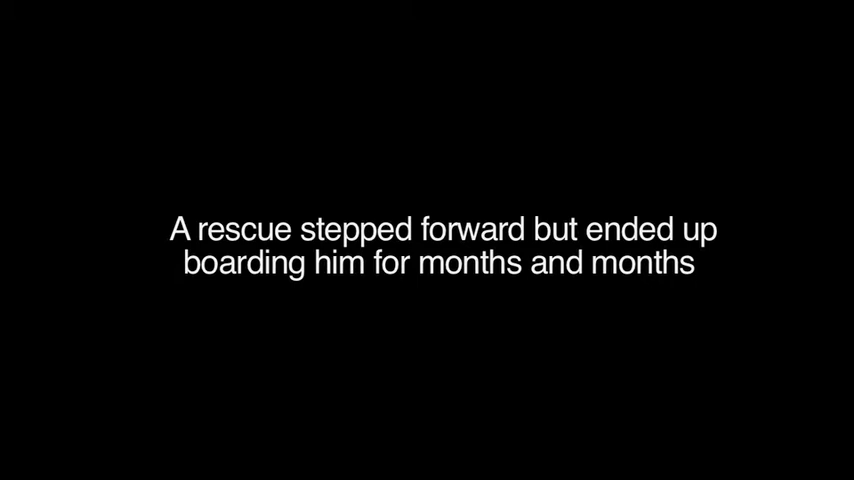 A rescue stepped forward but ended up
boarding him for months and months